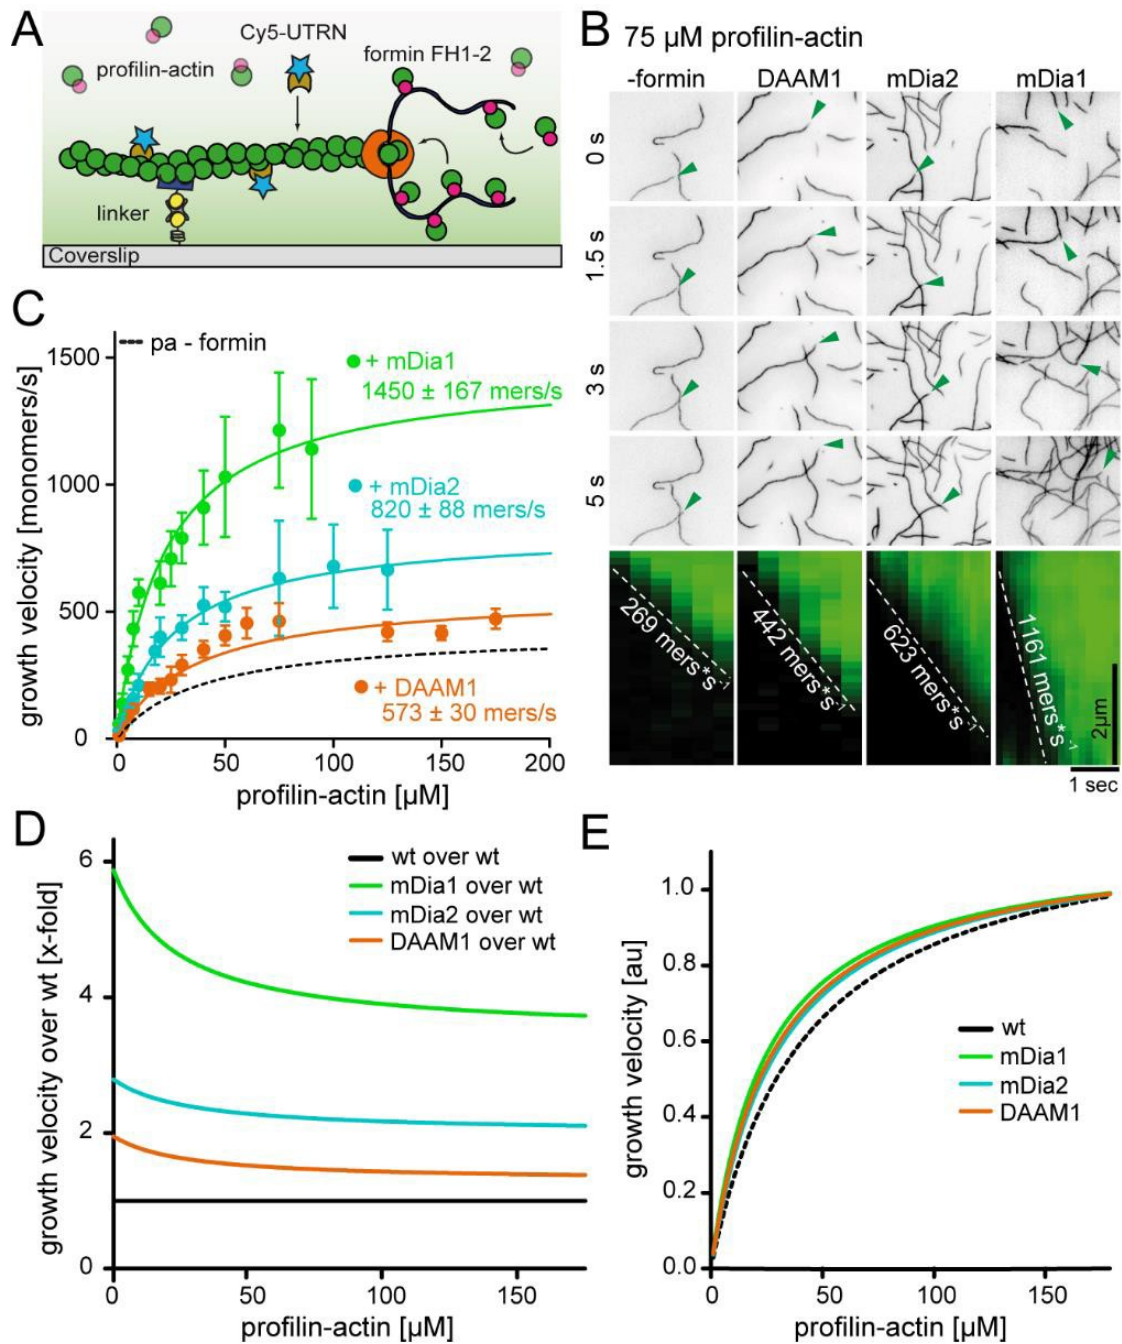 A
profilin-actin
Cy5-UTRN
formin FH1-2
linker
Coverslip
B 75 µM profilin-actin
-formin DAAM1 mDia2 mDia1
0 s
1.5 s
3 s
5 s
269 mers*s⁻¹
442 mers*s⁻¹
623 mers*s⁻¹
1161 mers*s⁻¹
2µm
1 sec
C
pa - formin
+ mDia1
1450 ± 167 mers/s
+ mDia2
820 ± 88 mers/s
+ DAAM1
573 ± 30 mers/s
growth velocity [monomers/s]
1500
1000
500
0
0 50 100 150 200
profilin-actin [µM]
D
wt over wt
mDia1 over wt
mDia2 over wt
DAAM1 over wt
growth velocity over wt [x-fold]
6
4
2
0
0 50 100 150
profilin-actin [µM]
E
growth velocity [au]
1.0
0.8
0.6
0.4
0.2
0.0
wt
mDia1
mDia2
DAAM1
0 50 100 150
profilin-actin [µM]